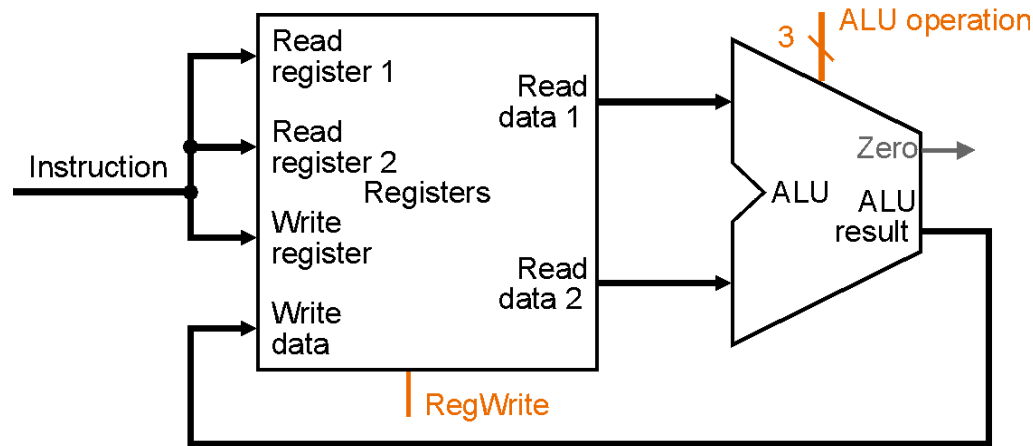 ALU operation
3
Read
register 1
Read
data 1
Read
register 2
Zero
Instruction
Registers
ALU
ALU
result
Write
register
Read
data 2
Write
data
RegWrite